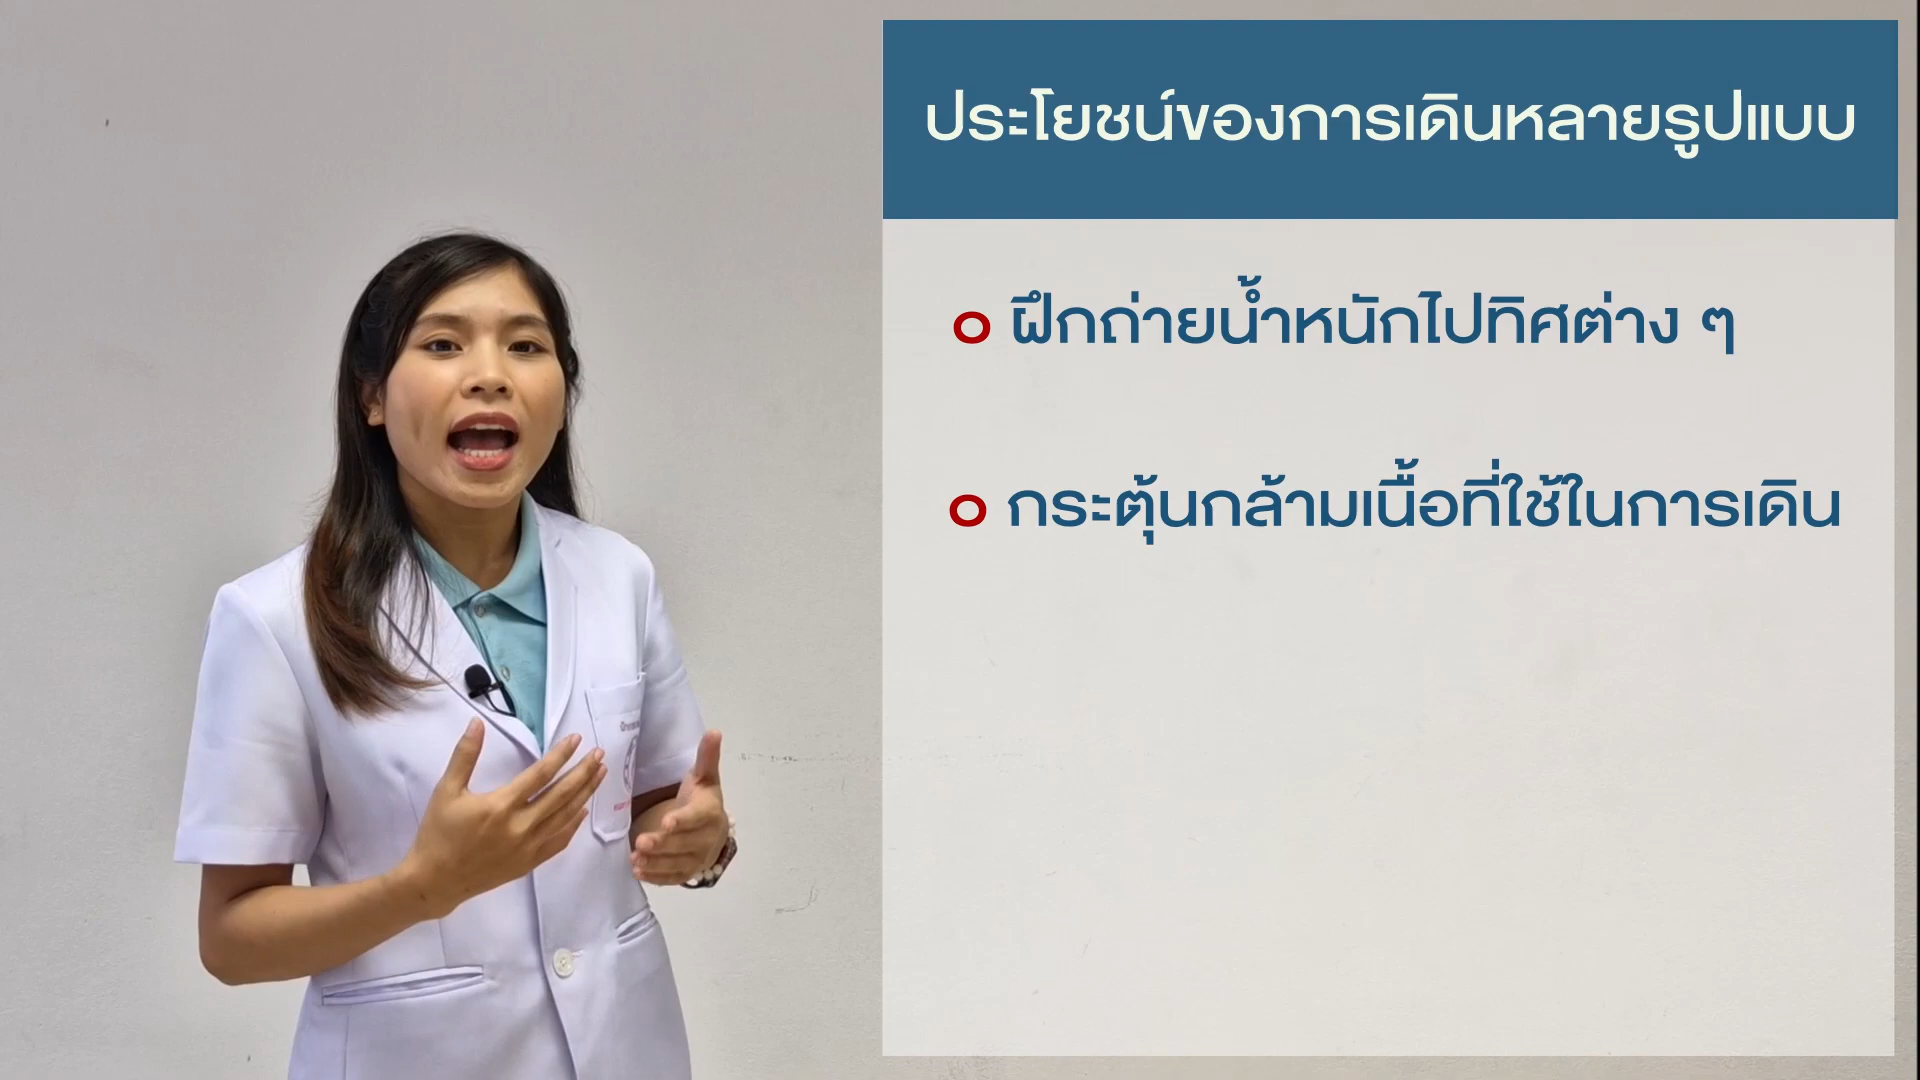 ประโยชน์ของการเดินหลายรูปแบบ
o ฝึกถ่ายน้ำหนักไปทิศต่าง ๆ
o กระตุ้นกล้ามเนื้อที่ใช้ในการเดิน